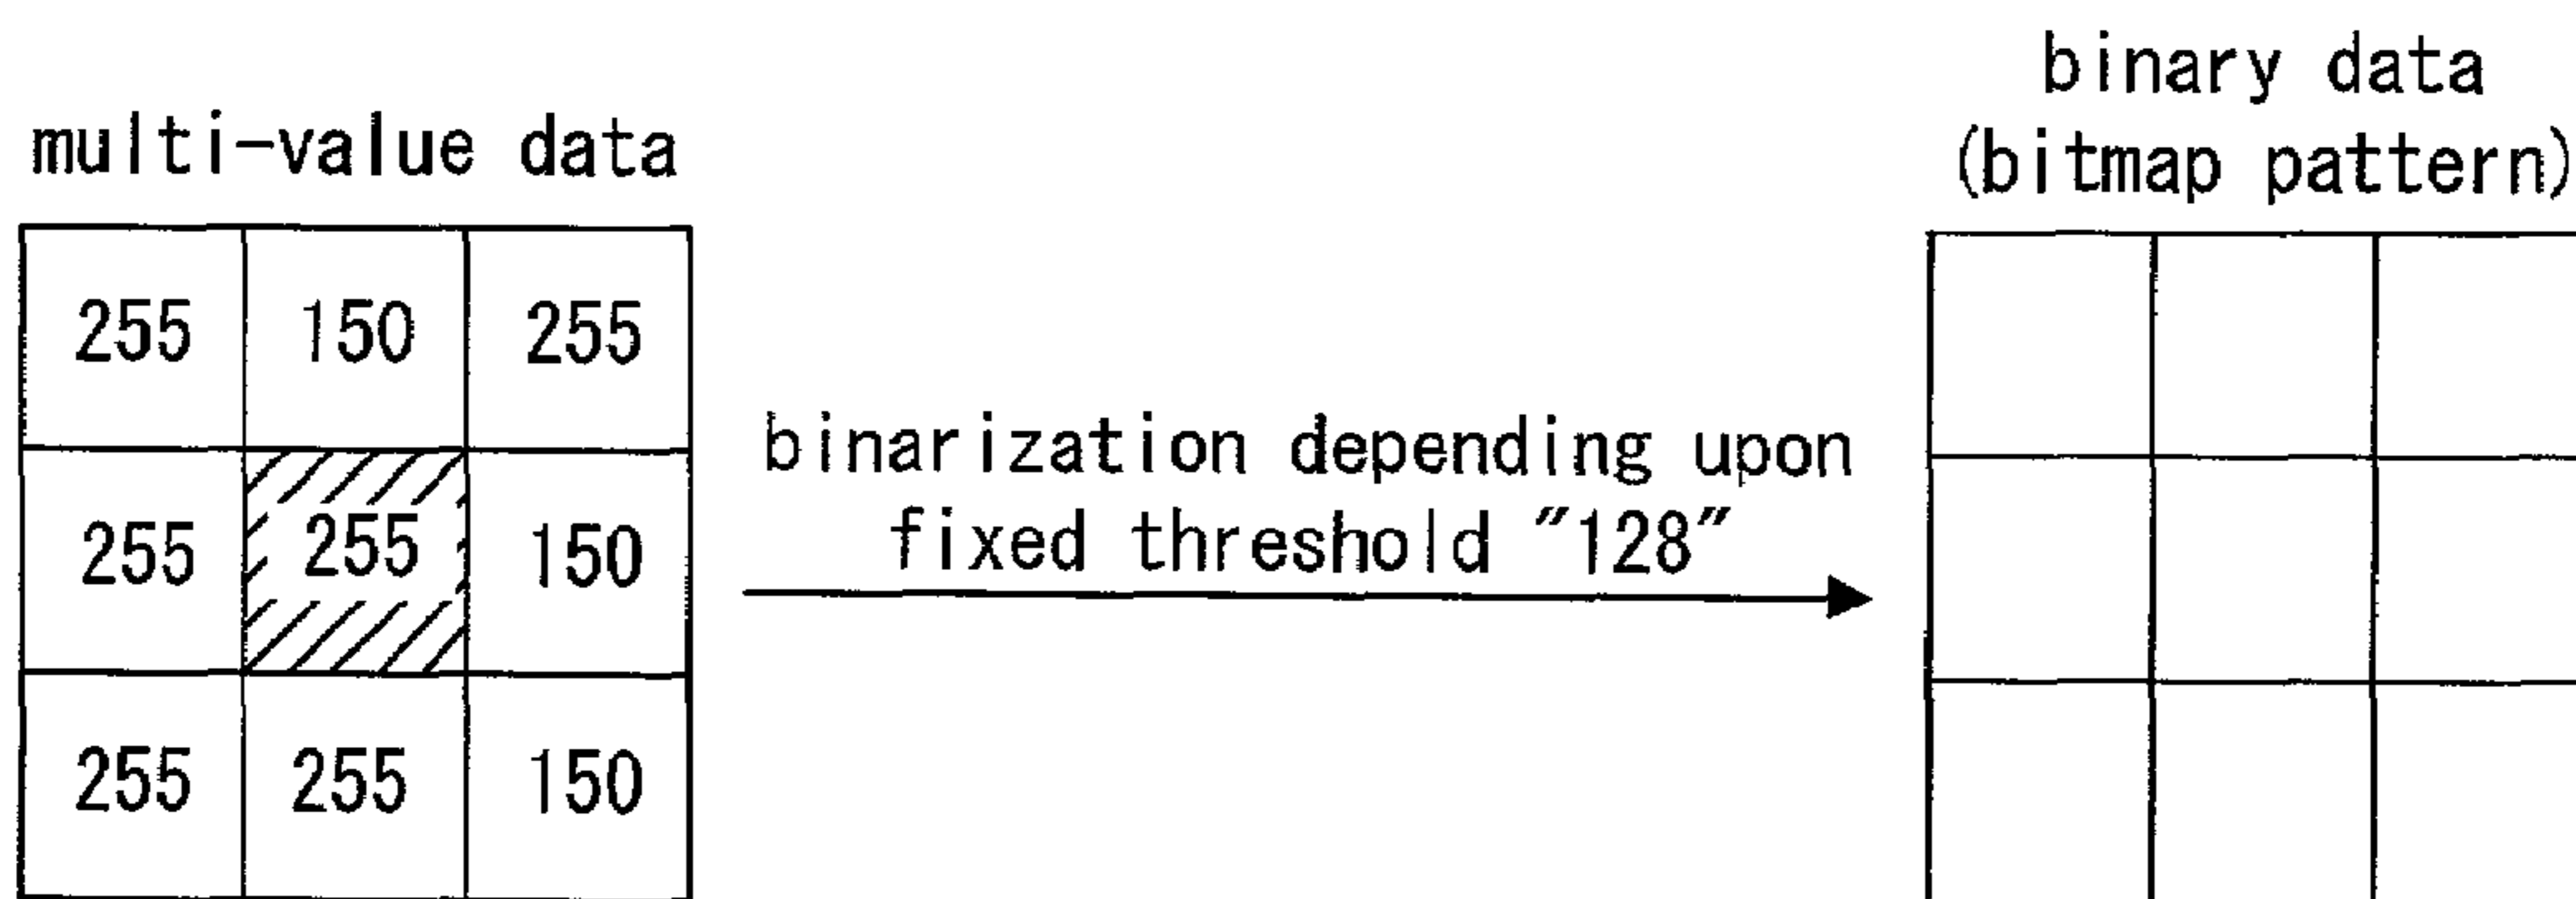 multi-value data
255 150 255
255 255 150
255 255 150
binarization depending upon
fixed threshold "128"
binary data
(bitmap pattern)